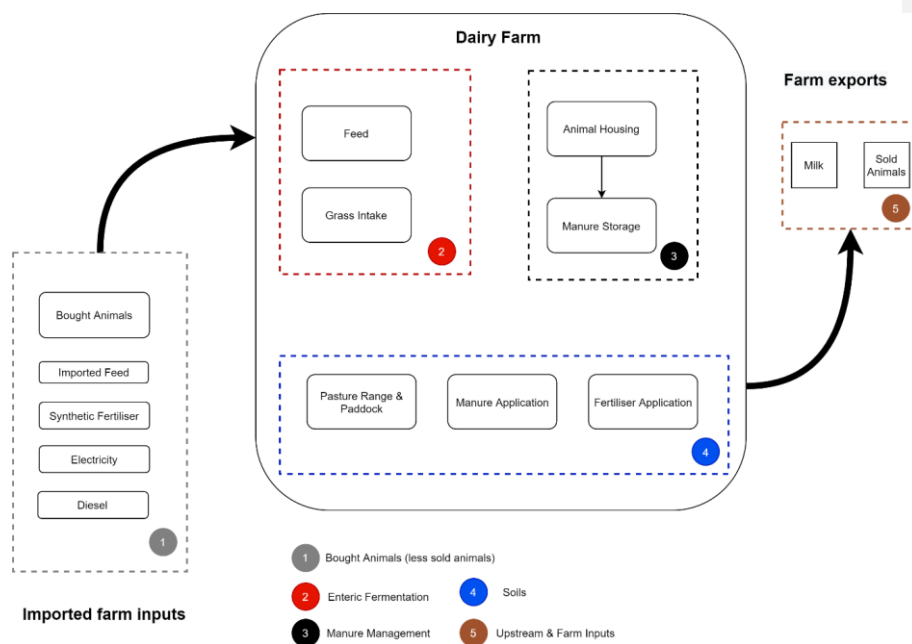 Dairy Farm
Feed
Grass Intake
2
Animal Housing
Manure Storage
3
Farm exports
Milk
Sold
Animals
5
Bought Animals
Imported Feed
Synthetic Fertiliser
Electricity
Diesel
1
Imported farm inputs
Pasture Range &
Paddock
Manure Application
Fertiliser Application
4
1 Bought Animals (less sold animals)
2 Enteric Fermentation
4 Soils
3 Manure Management
5 Upstream & Farm Inputs